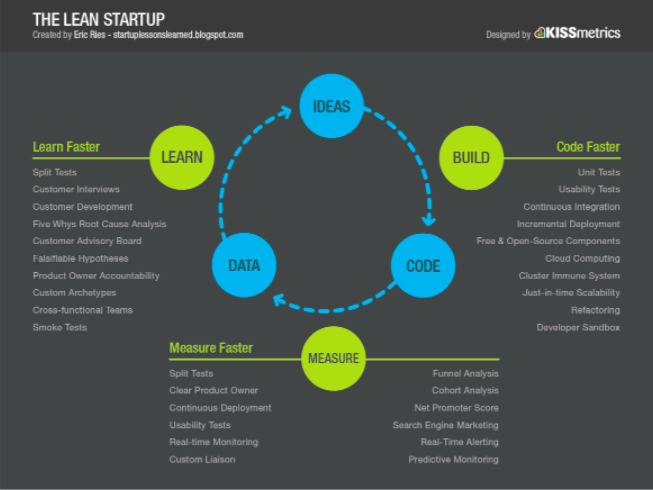 THE LEAN STARTUP
Created by Eric Ries - startuplessonslearned.blogspot.com
Designed by KISSmetrics
IDEAS
LEARN
BUILD
DATA
CODE
MEASURE
Learn Faster
Split Tests
Customer Interviews
Customer Development
Five Whys Root Cause Analysis
Customer Advisory Board
Falsifiable Hypotheses
Product Owner Accountability
Custom Archetypes
Cross-functional Teams
Smoke Tests
Code Faster
Unit Tests
Usability Tests
Continuous Integration
Incremental Deployment
Free & Open-Source Components
Cloud Computing
Cluster Immune System
Just-in-time Scalability
Refactoring
Developer Sandbox
Measure Faster
Split Tests
Clear Product Owner
Continuous Deployment
Usability Tests
Real-time Monitoring
Custom Liaison
Funnel Analysis
Cohort Analysis
Net Promoter Score
Search Engine Marketing
Real-Time Alerting
Predictive Monitoring